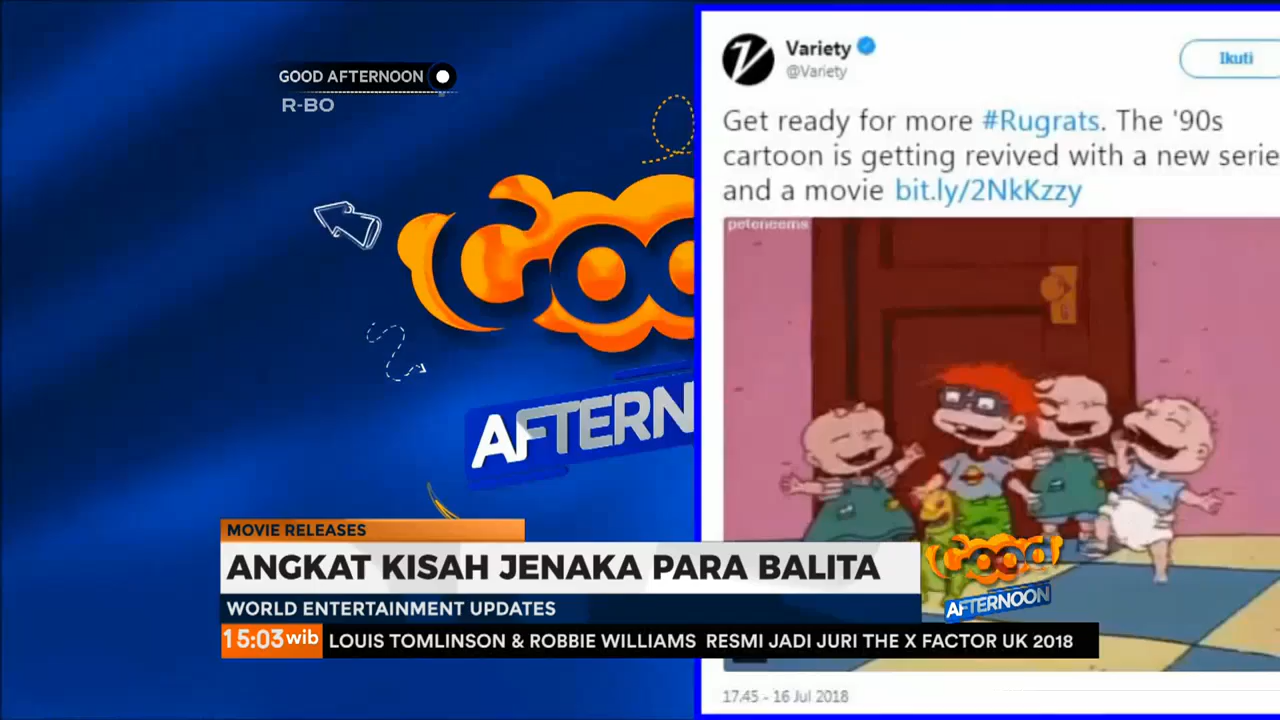 GOOD AFTERNOON
R-BO
Variety
@Variety
Ikuti
Get ready for more #Rugrats. The '90s
cartoon is getting revived with a new serie
and a movie bit.ly/2NkKzzy
peteneems
Goo
AFTERN
MOVIE RELEASES
ANGKAT KISAH JENAKA PARA BALITA
WORLD ENTERTAINMENT UPDATES
Good
AFTERNOON
15:03 wib
LOUIS TOMLINSON & ROBBIE WILLIAMS RESMI JADI JURI THE X FACTOR UK 2018
17.45 - 16 Jul 2018